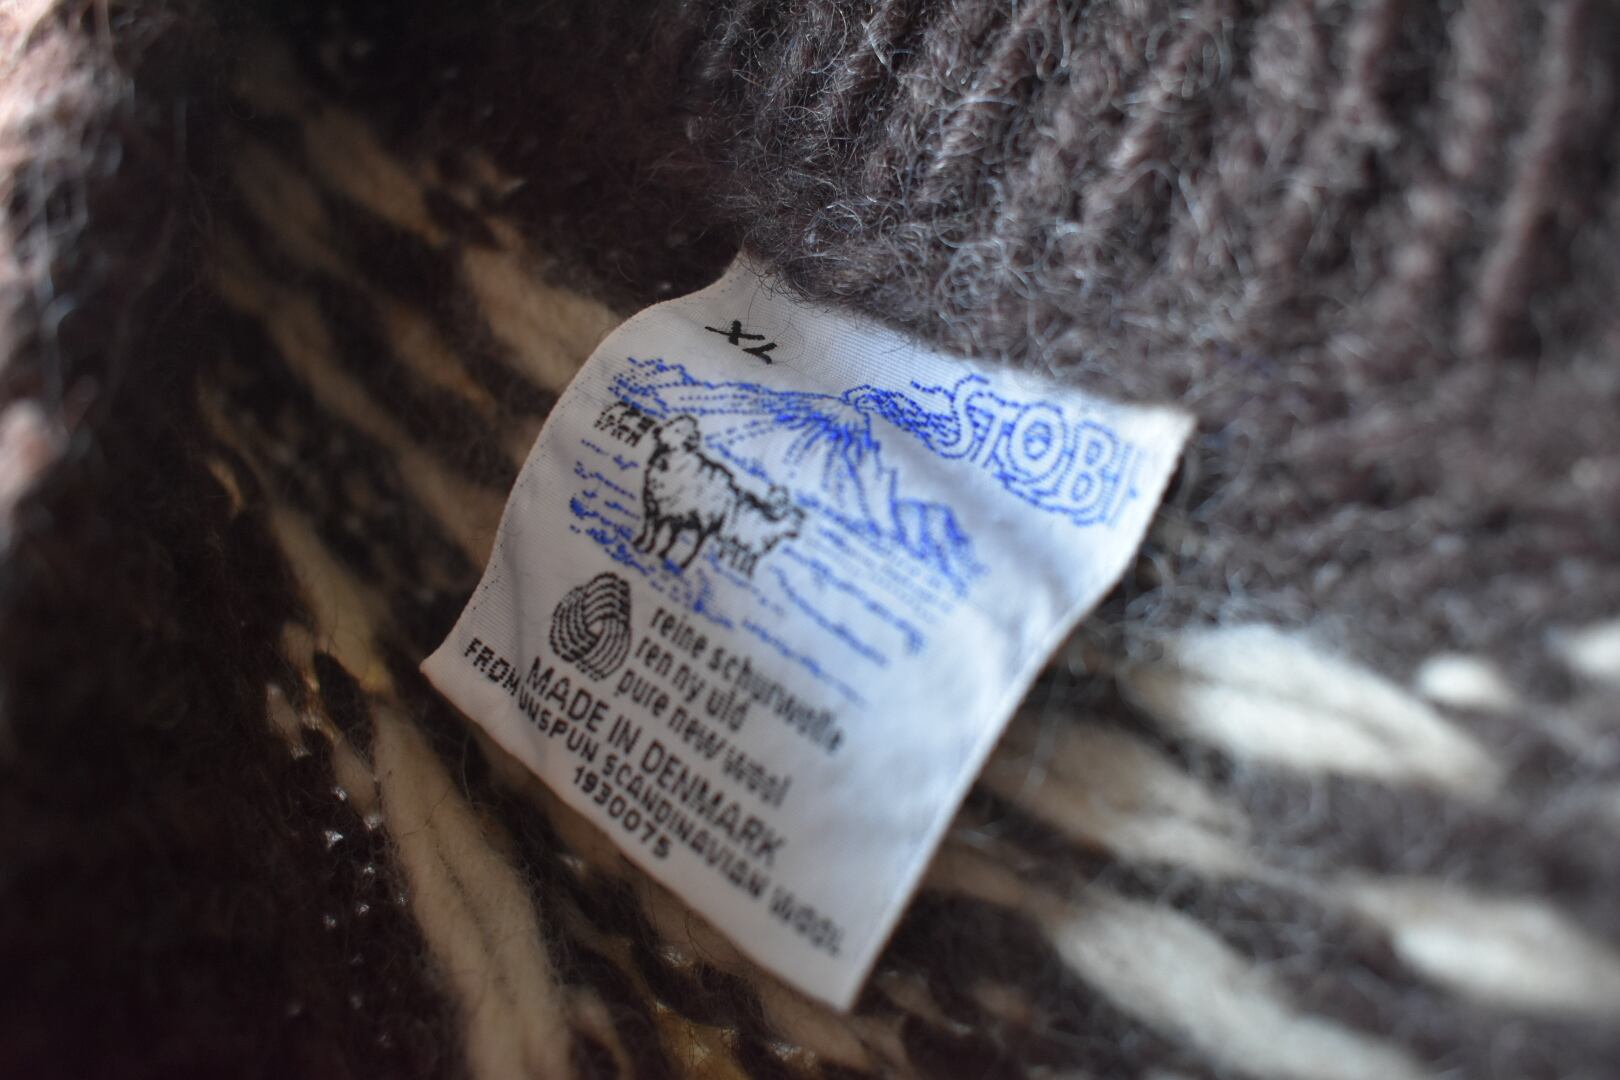 XL
STOBI
reine schurwolle
ren ny uld
pure new wool
MADE IN DENMARK
FROM UNSPUN SCANDINAVIAN WOOL
1930075